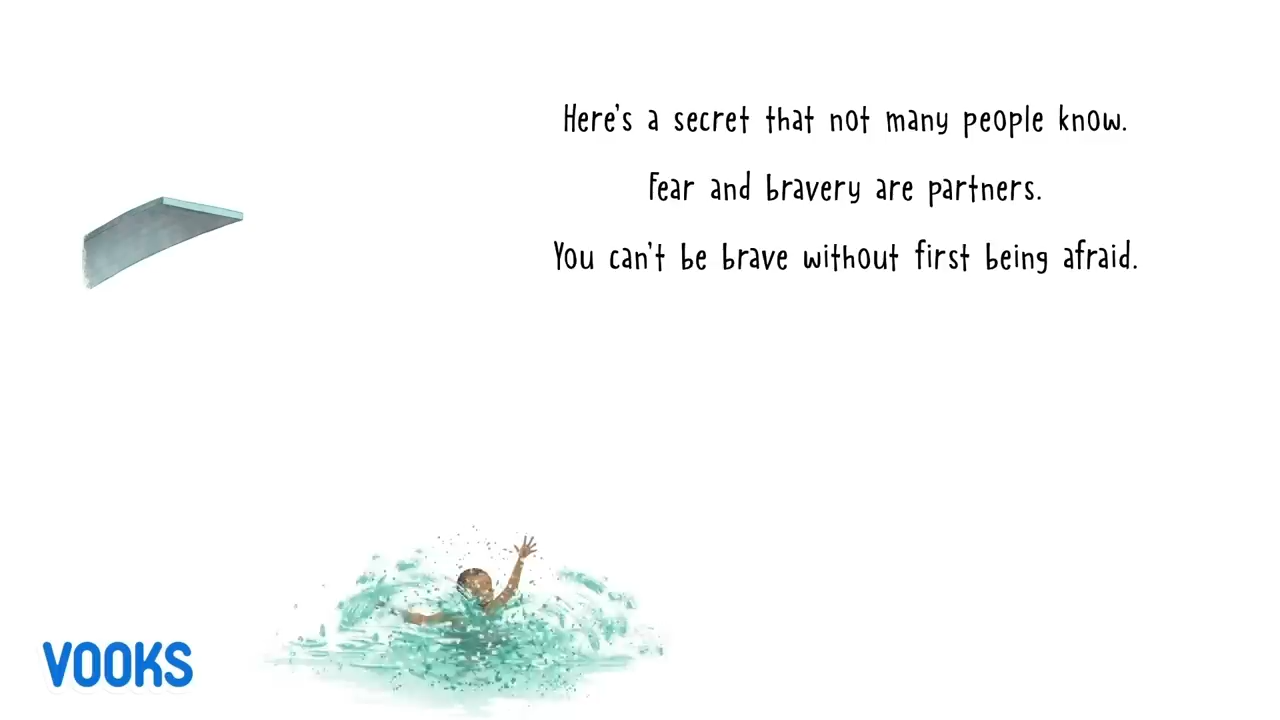 Here's a secret that not many people know.
Fear and bravery are partners.
You can't be brave without first being afraid.
VOOKS